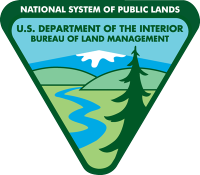 NATIONAL SYSTEM OF PUBLIC LANDS
U.S. DEPARTMENT OF THE INTERIOR
BUREAU OF LAND MANAGEMENT